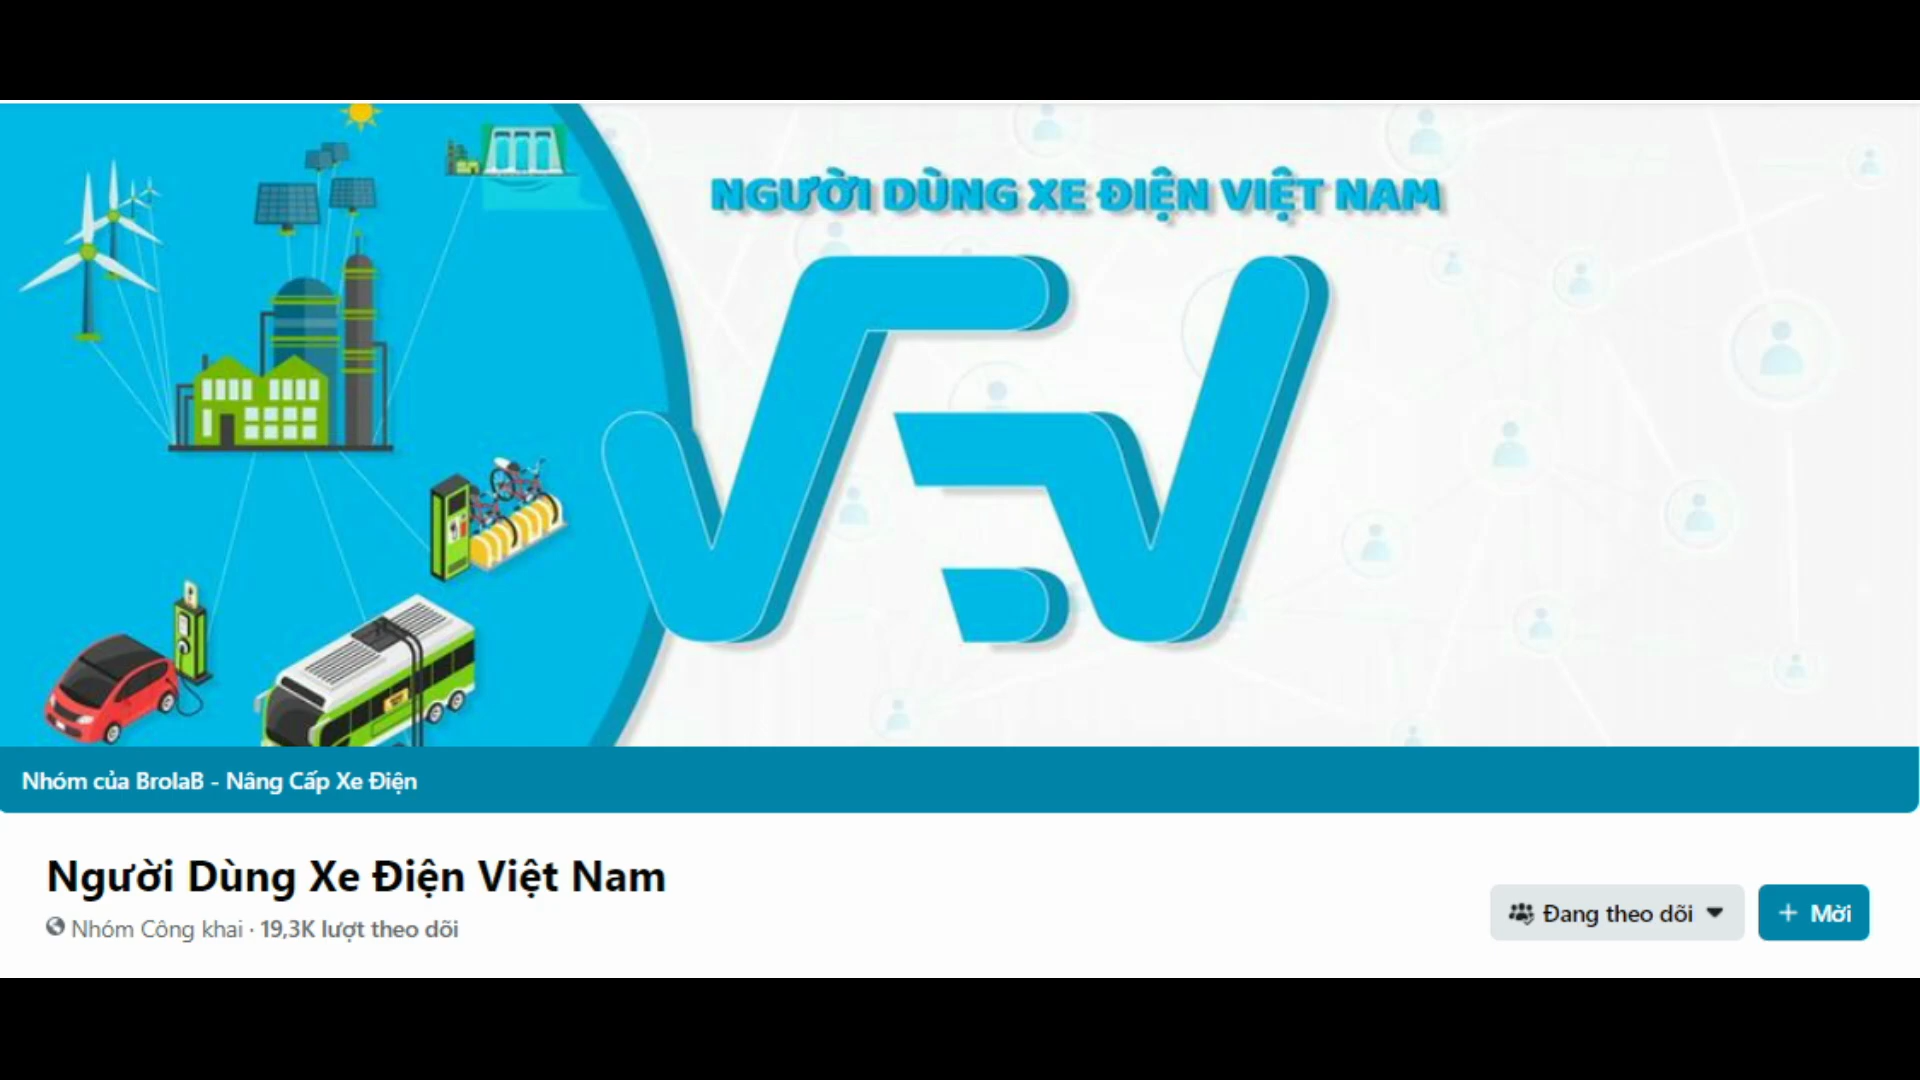 NGƯỜI DÙNG XE ĐIỆN VIỆT NAM
VEV
Nhóm của BrolaB - Nâng Cấp Xe Điện
Người Dùng Xe Điện Việt Nam
Nhóm Công khai · 19,3K lượt theo dõi
Đang theo dõi
+ Mời